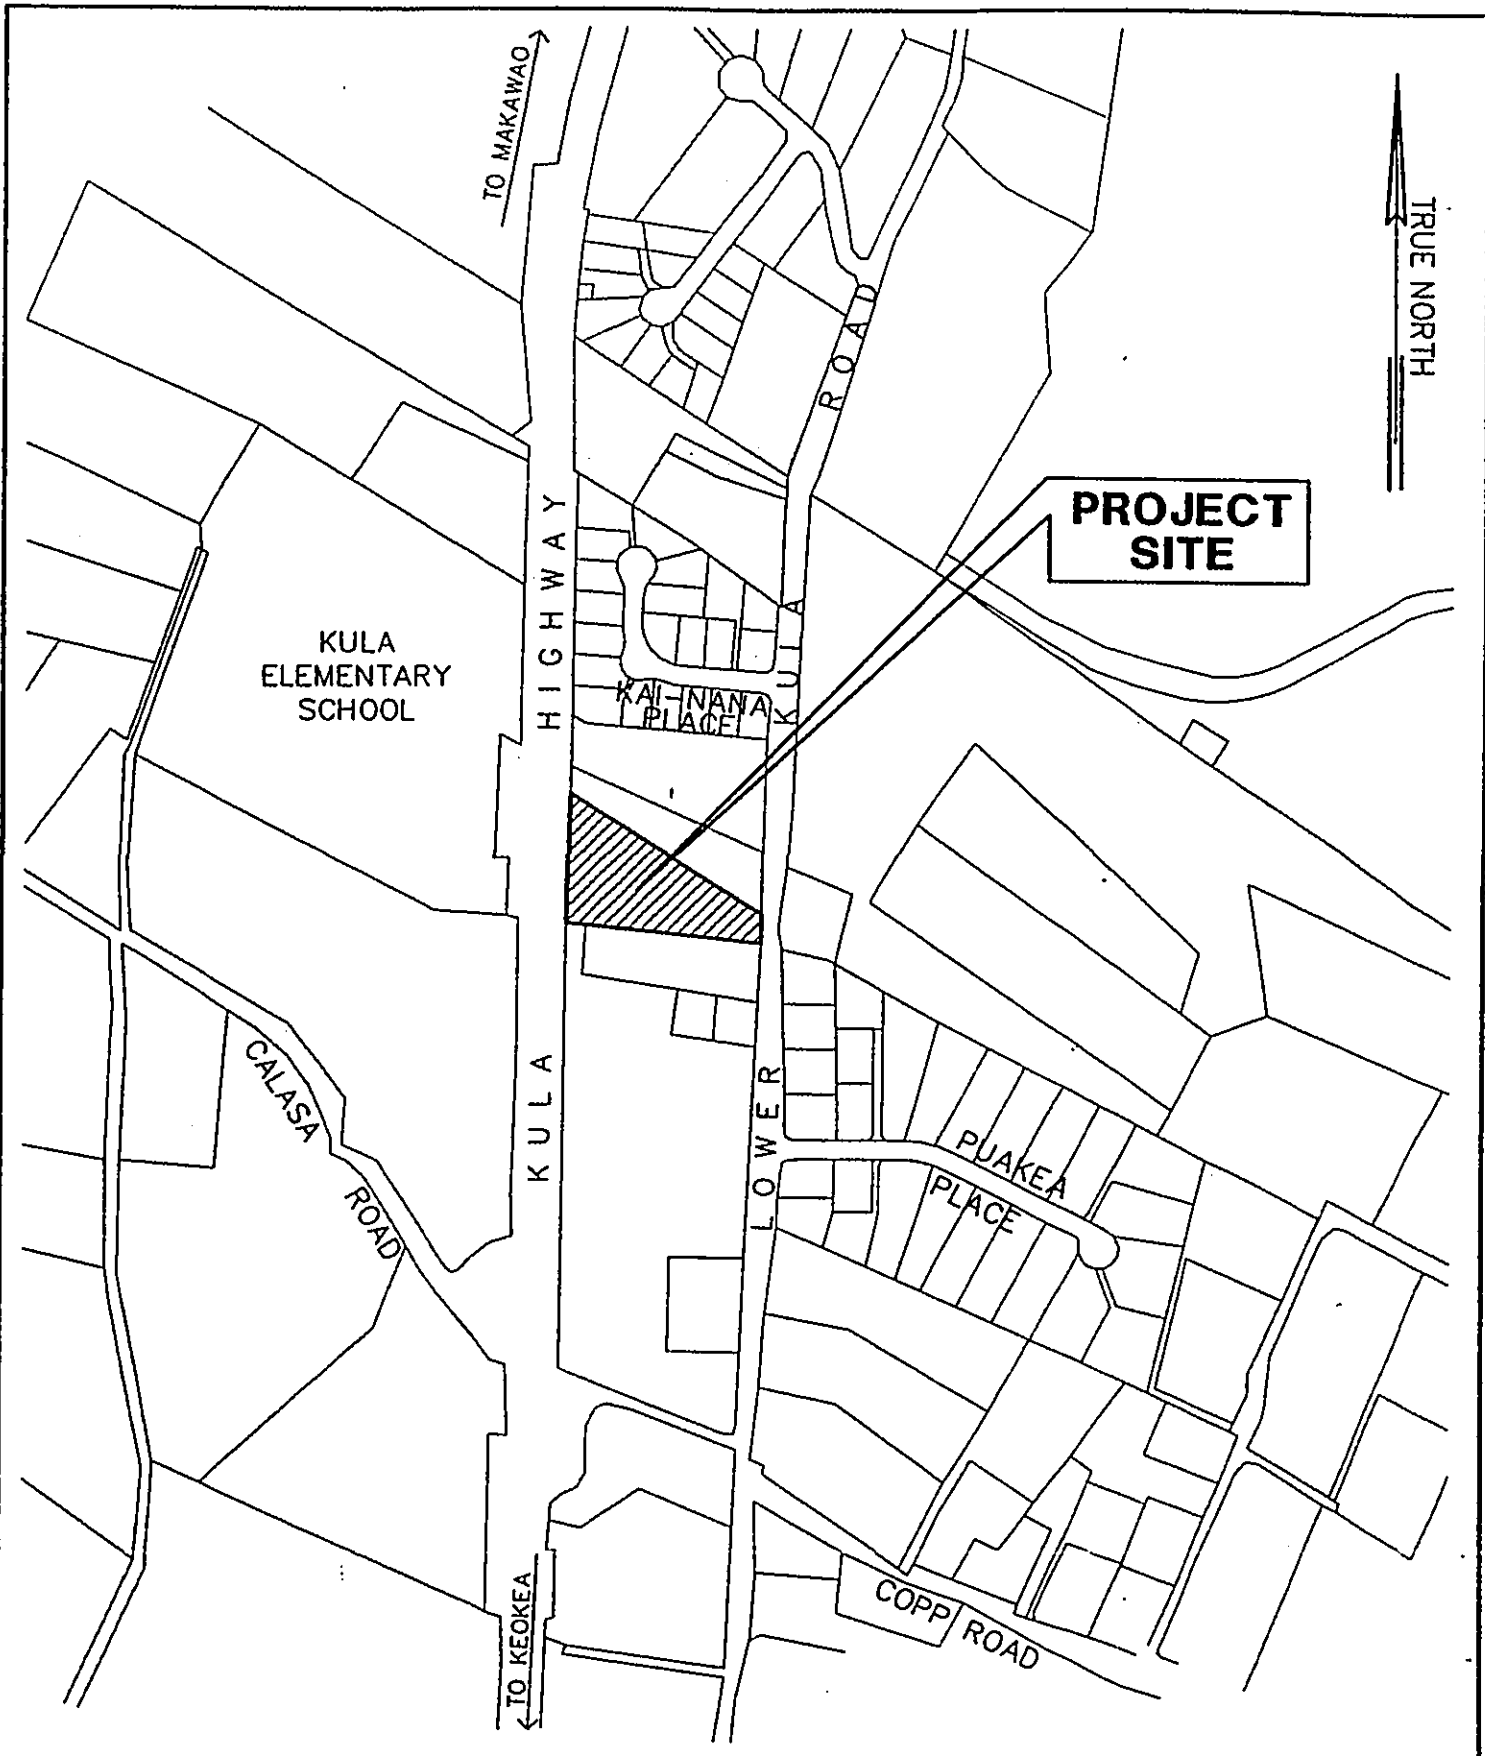 TO MAKAWAO
TRUE NORTH
PROJECT
SITE
KULA
ELEMENTARY
SCHOOL
KULA HIGHWAY
LOWER KULA ROAD
KAI-NANA
PLACE
CALASA
ROAD
PUAKEA
PLACE
COPP ROAD
TO KEOKEA